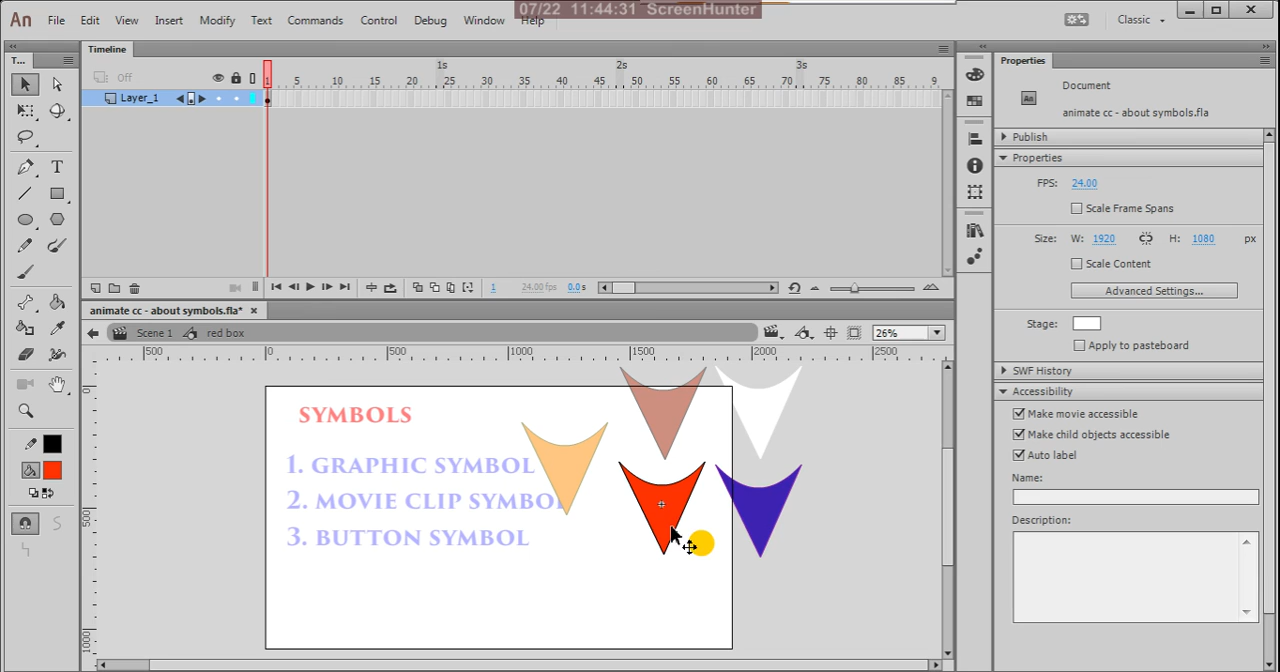 07/22 11:44:31 ScreenHunter
An File Edit View Insert Modify Text Commands Control Debug Window Help Classic
T... Timeline Properties
Off 1s 2s 3s
1 5 10 15 20 25 30 35 40 45 50 55 60 65 70 75 80 85 9
Layer_1
An Document
animate cc - about symbols.fla
Publish
Properties
FPS: 24.00
Scale Frame Spans
Size: W: 1920 H: 1080 px
Scale Content
Advanced Settings...
1 24.00 fps 0.0 s
animate cc - about symbols.fla* ×
Stage:
Scene 1 red box 26%
Apply to pasteboard
500 0 500 1000 1500 2000 2500
SWF History
Accessibility
Make movie accessible
Make child objects accessible
Auto label
Name:
Description:
0
500
1000
SYMBOLS
1. GRAPHIC SYMBOL
2. MOVIE CLIP SYMBOL
3. BUTTON SYMBOL